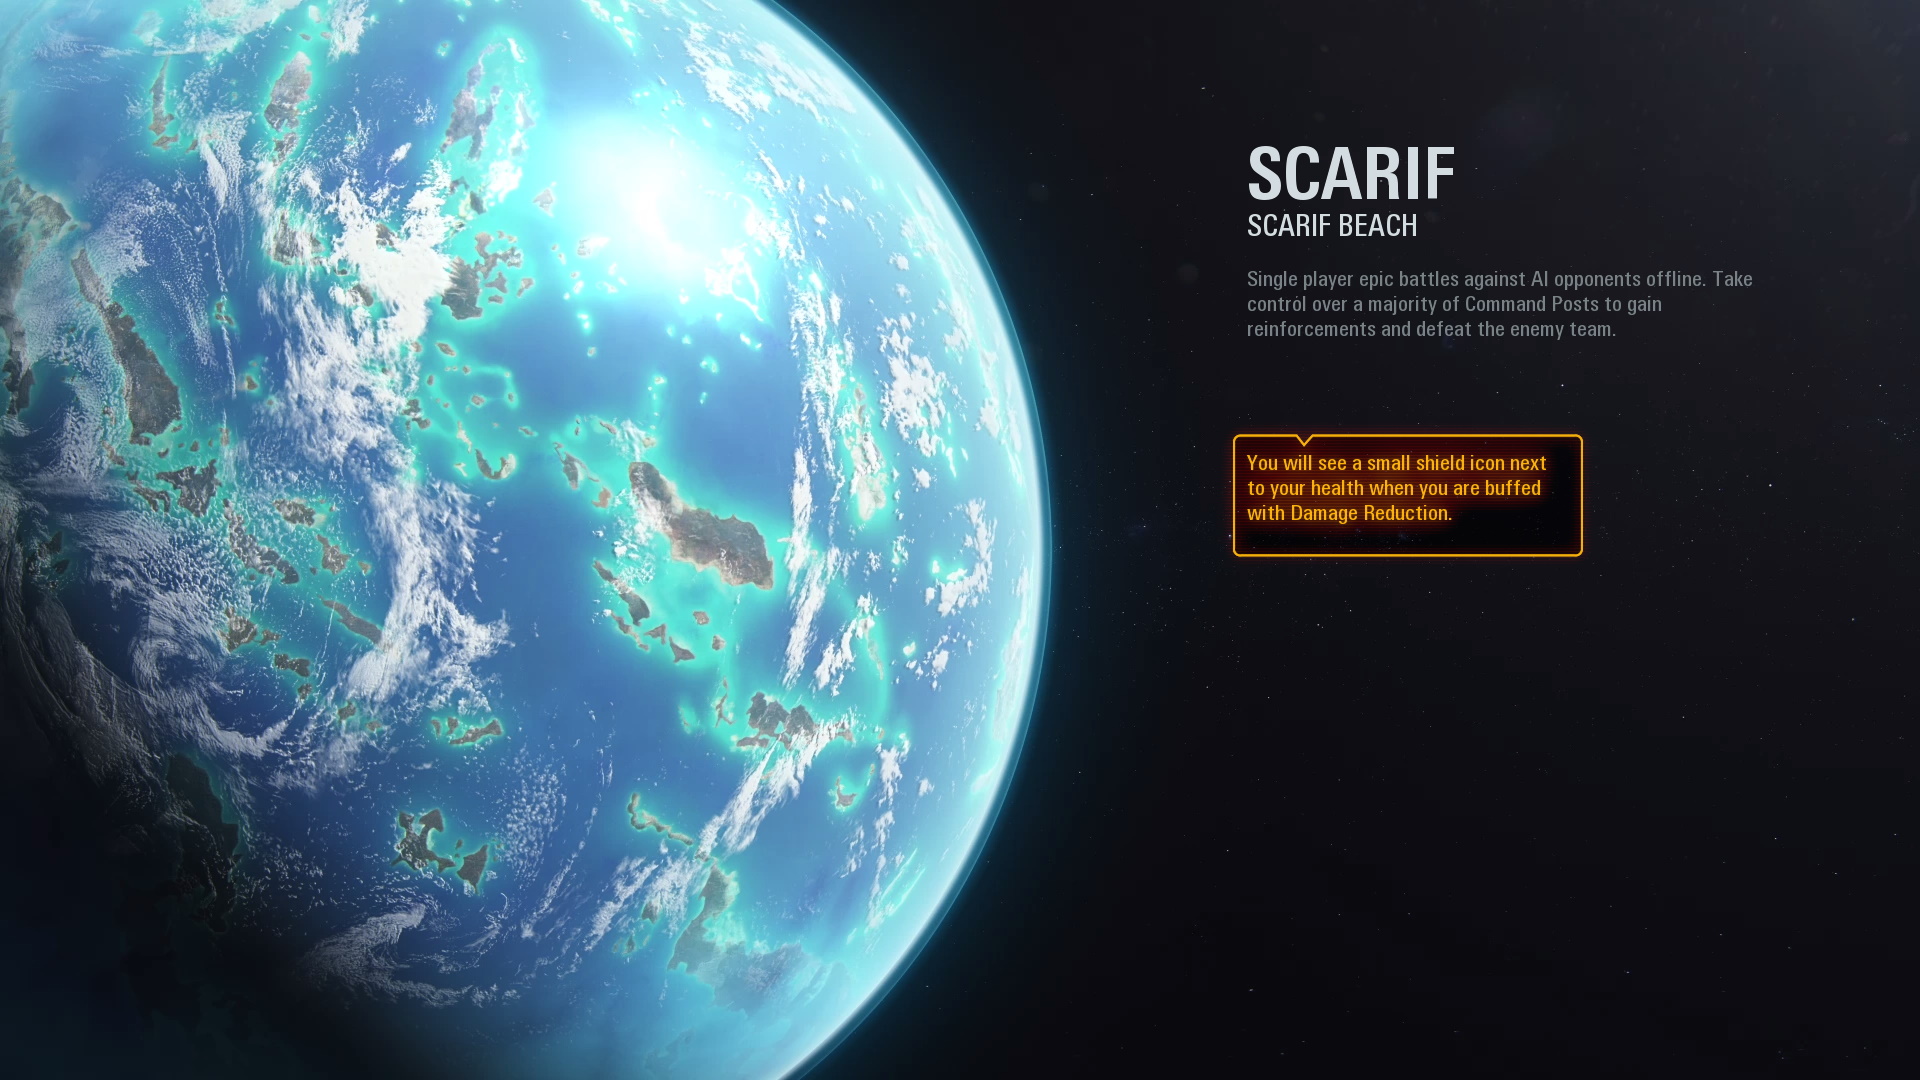 SCARIF
SCARIF BEACH
Single player epic battles against AI opponents offline. Take
control over a majority of Command Posts to gain
reinforcements and defeat the enemy team.
You will see a small shield icon next
to your health when you are buffed
with Damage Reduction.